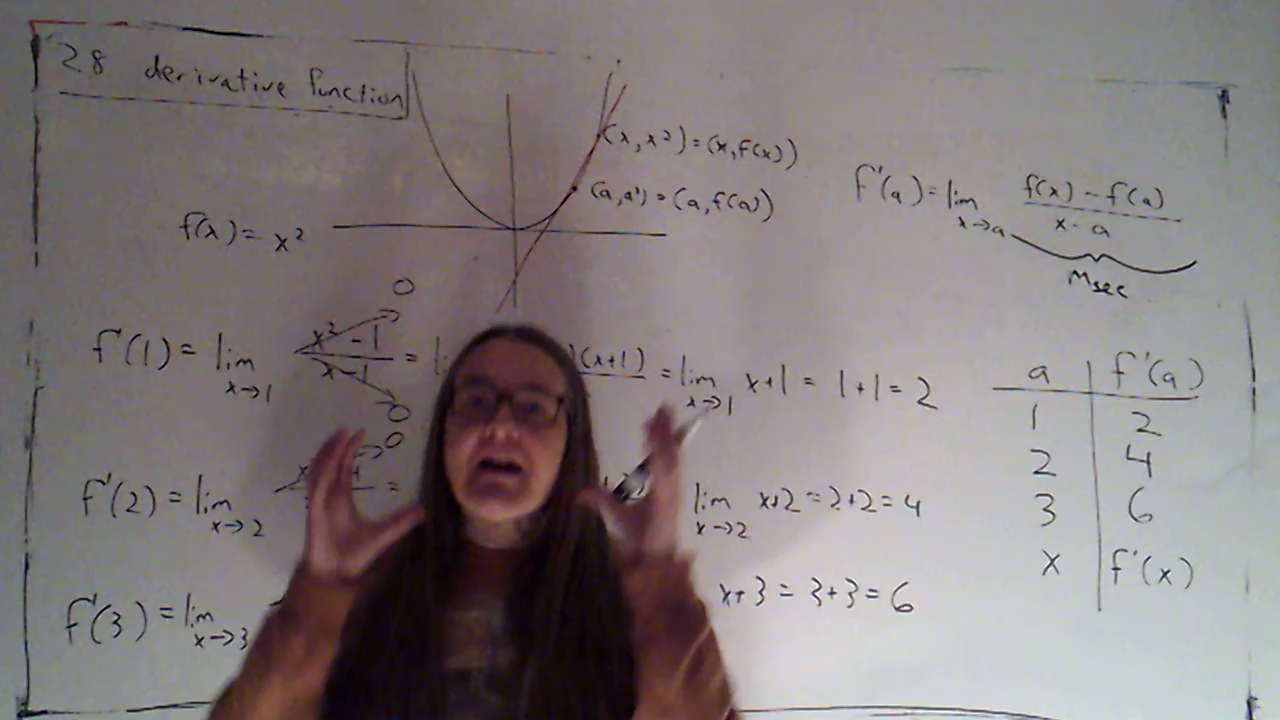 28 derivative function
(x, x²) = (x, f(x))
(a, a²) = (a, f(a))
f(x) = x²
f'(a) = lim x→a f(x) - f(a) / x - a
Msec
0
f'(1) = lim x→1 x² - 1 / x - 1 = )(x+1) = lim x→1 x+1 = 1+1 = 2
0
0
f'(2) = lim x→2 = lim x→2 x+2 = 2+2 = 4
f'(3) = lim x→3 x+3 = 3+3 = 6
a f'(a)
1 2
2 4
3 6
x f'(x)